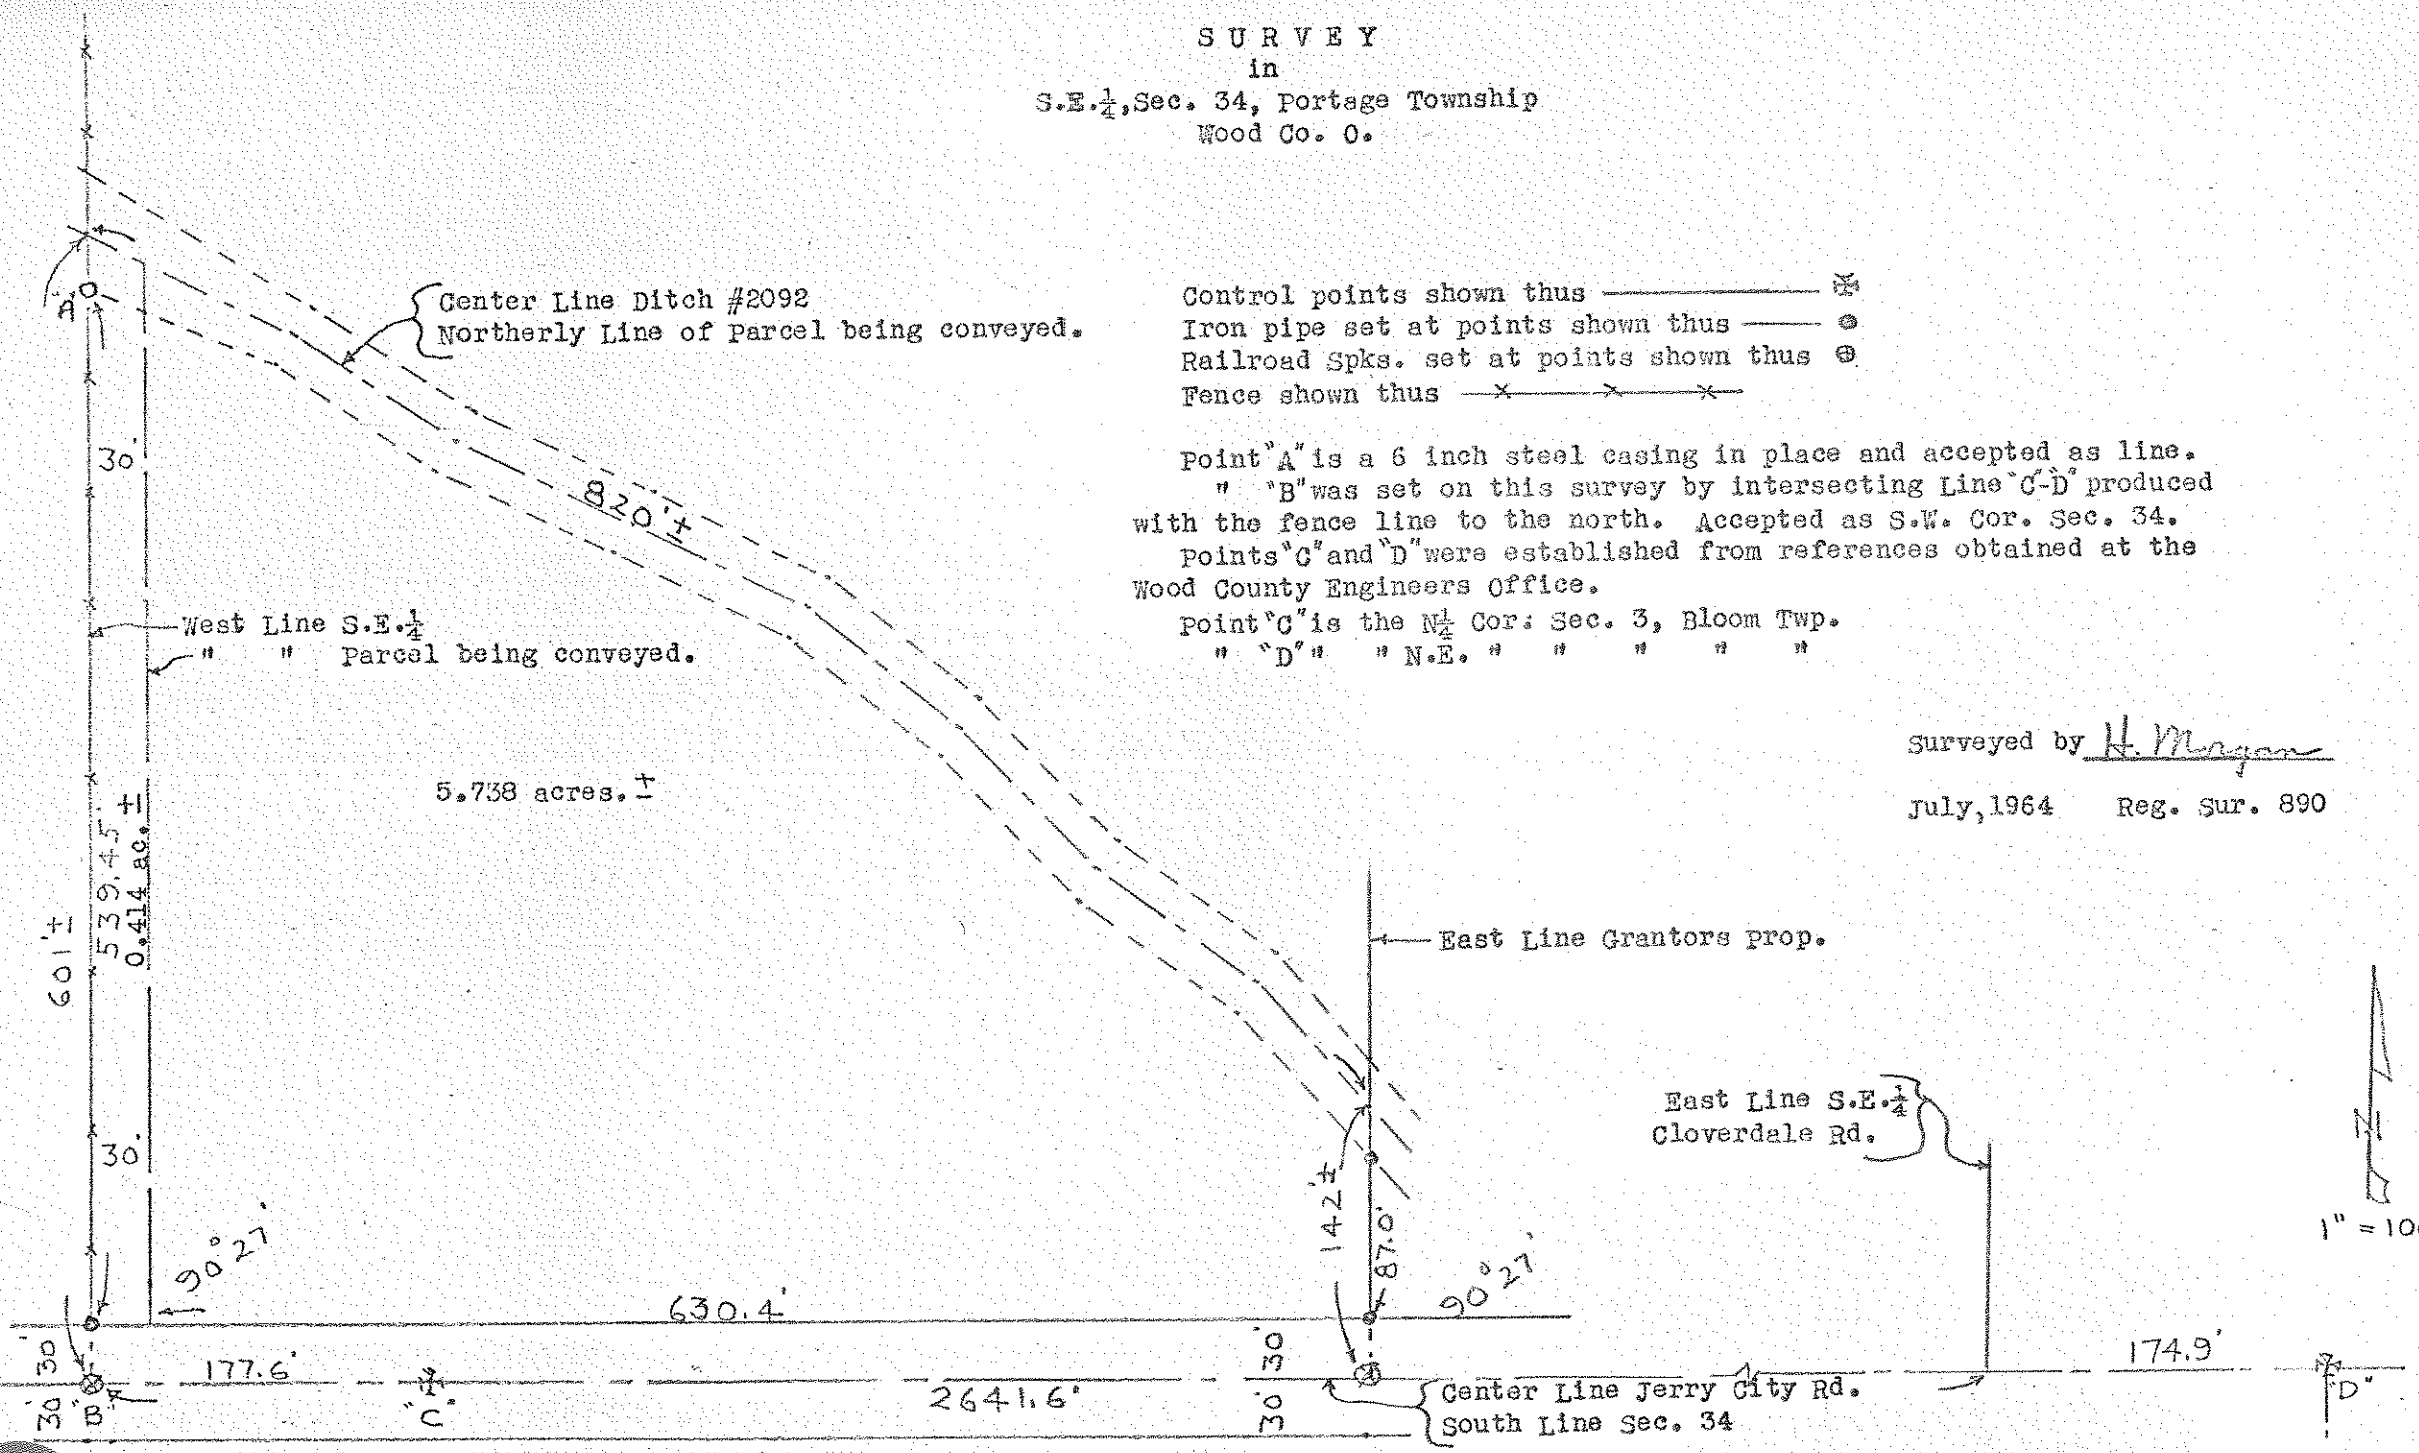 S U R V E Y
in
S.E.¼,Sec. 34, Portage Township
Wood Co. O.
"A"
Center Line Ditch #2092
Northerly Line of Parcel being conveyed.
Control points shown thus
Iron pipe set at points shown thus
Railroad Spks. set at points shown thus
Fence shown thus
30'
820'±
Point "A" is a 6 inch steel casing in place and accepted as line.
" "B" was set on this survey by intersecting Line "C-D" produced
with the fence line to the north. Accepted as S.W. Cor. Sec. 34.
Points "C" and "D" were established from references obtained at the
Wood County Engineers Office.
Point "C" is the N¼ Cor. Sec. 3, Bloom Twp.
" "D" " " N.E. " " " " "
West Line S.E.¼
" " Parcel being conveyed.
Surveyed by H. Morgan
July, 1964 Reg. Sur. 890
5.738 acres.±
601'±
539.45
0.414 ac.±
East Line Grantors prop.
30'
90°27'
East Line S.E.¼
Cloverdale Rd.
N
1" = 10
142'±
87.0'
90°27'
630.4'
30'
30'
177.6'
174.9'
"B"
"C"
2641.6'
30'
30'
Center Line Jerry City Rd.
South Line Sec. 34
"D"